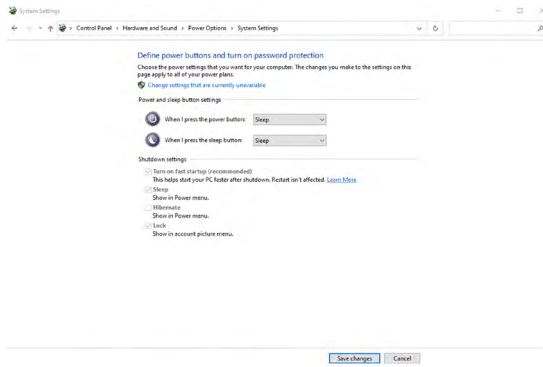 System Settings
Control Panel > Hardware and Sound > Power Options > System Settings
Define power buttons and turn on password protection
Choose the power settings that you want for your computer. The changes you make to the settings on this
page apply to all of your power plans.
Change settings that are currently unavailable
Power and sleep button settings
When I press the power button: Sleep
When I press the sleep button: Sleep
Shutdown settings
Turn on fast startup (recommended)
This helps start your PC faster after shutdown. Restart isn't affected. Learn More
Sleep
Show in Power menu.
Hibernate
Show in Power menu.
Lock
Show in account picture menu.
Save changes Cancel